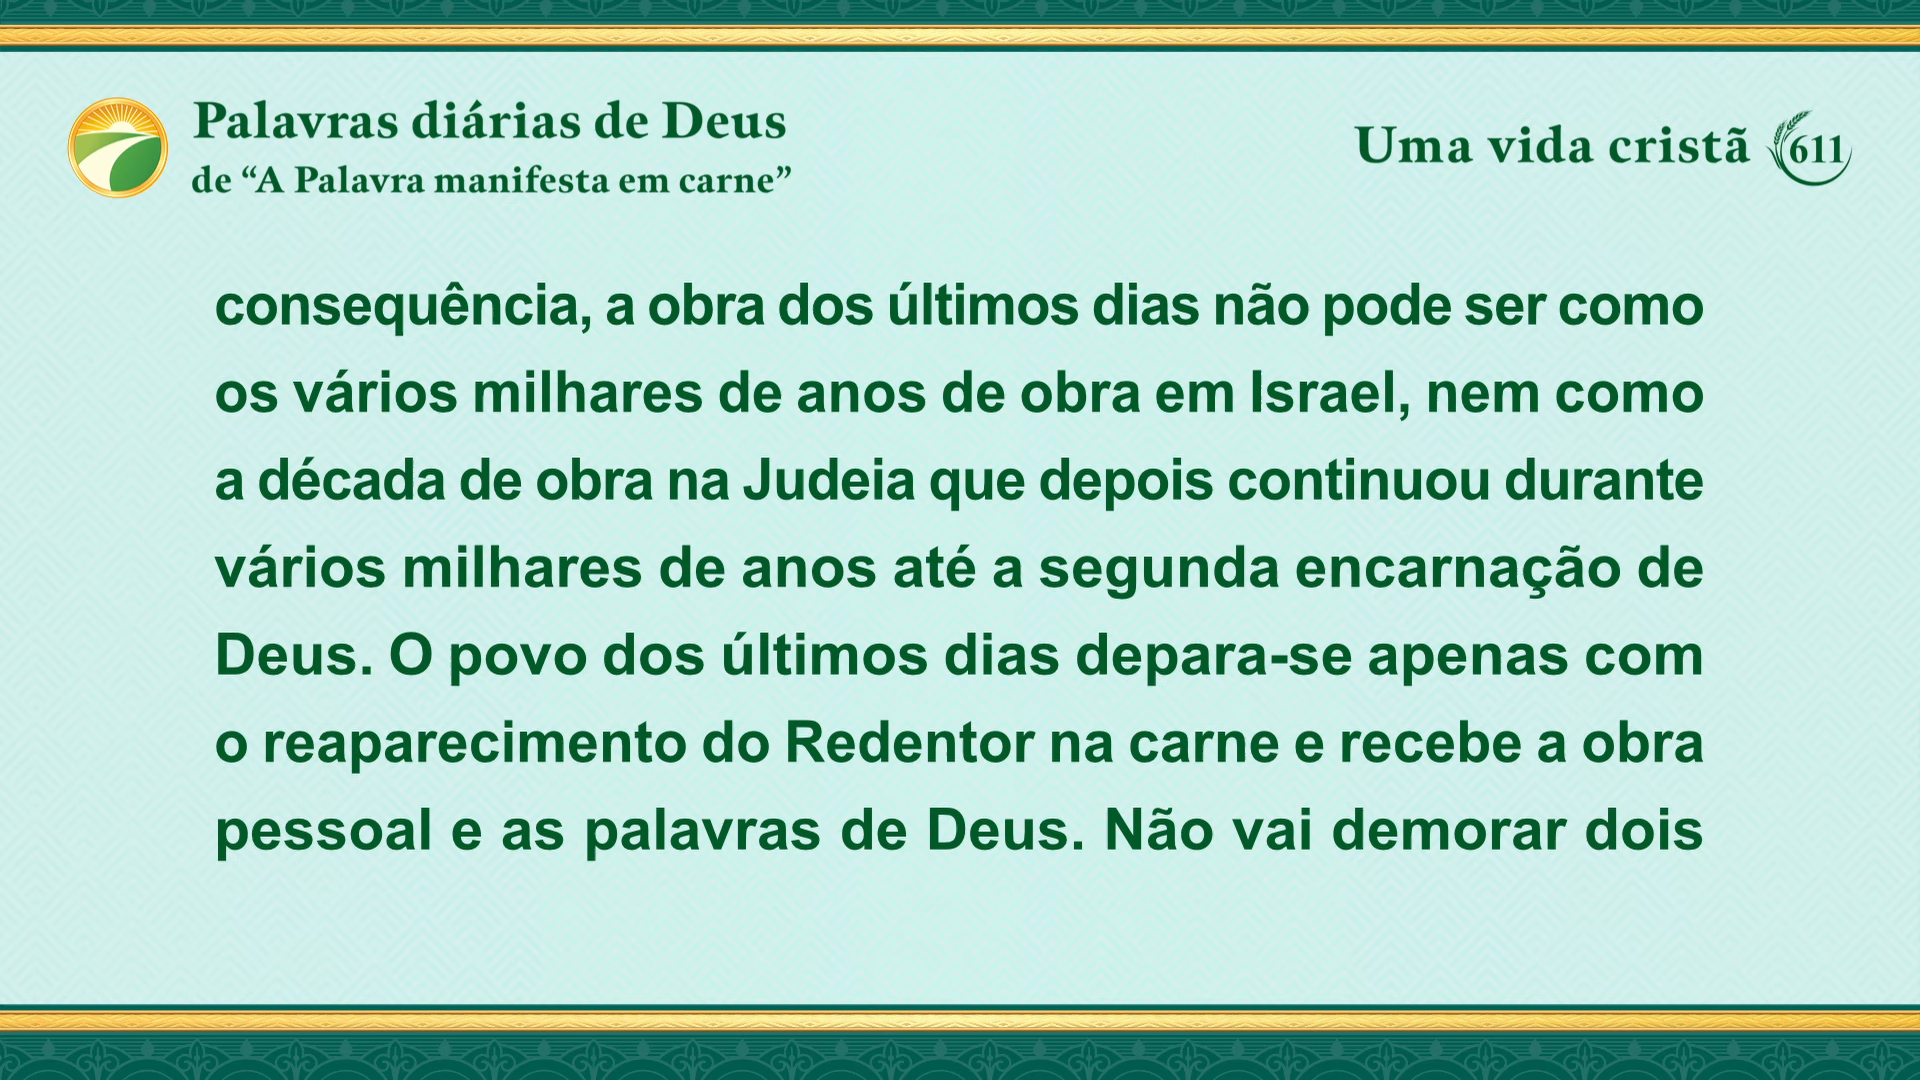 Palavras diárias de Deus
de “A Palavra manifesta em carne”
Uma vida cristã 611
consequência, a obra dos últimos dias não pode ser como
os vários milhares de anos de obra em Israel, nem como
a década de obra na Judeia que depois continuou durante
vários milhares de anos até a segunda encarnação de
Deus. O povo dos últimos dias depara-se apenas com
o reaparecimento do Redentor na carne e recebe a obra
pessoal e as palavras de Deus. Não vai demorar dois